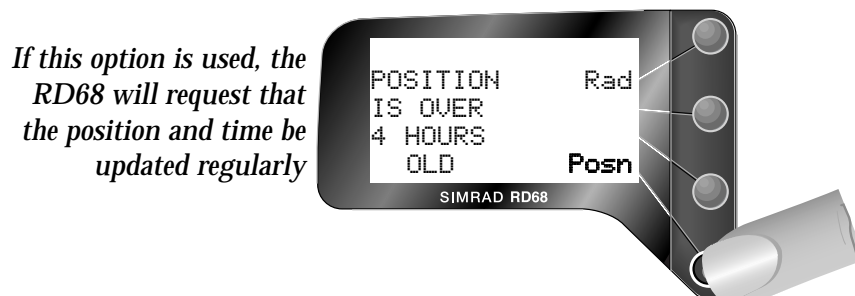 If this option is used, the
RD68 will request that
the position and time be
updated regularly
POSITION Rad
IS OVER
4 HOURS
OLD Posn
SIMRAD RD68